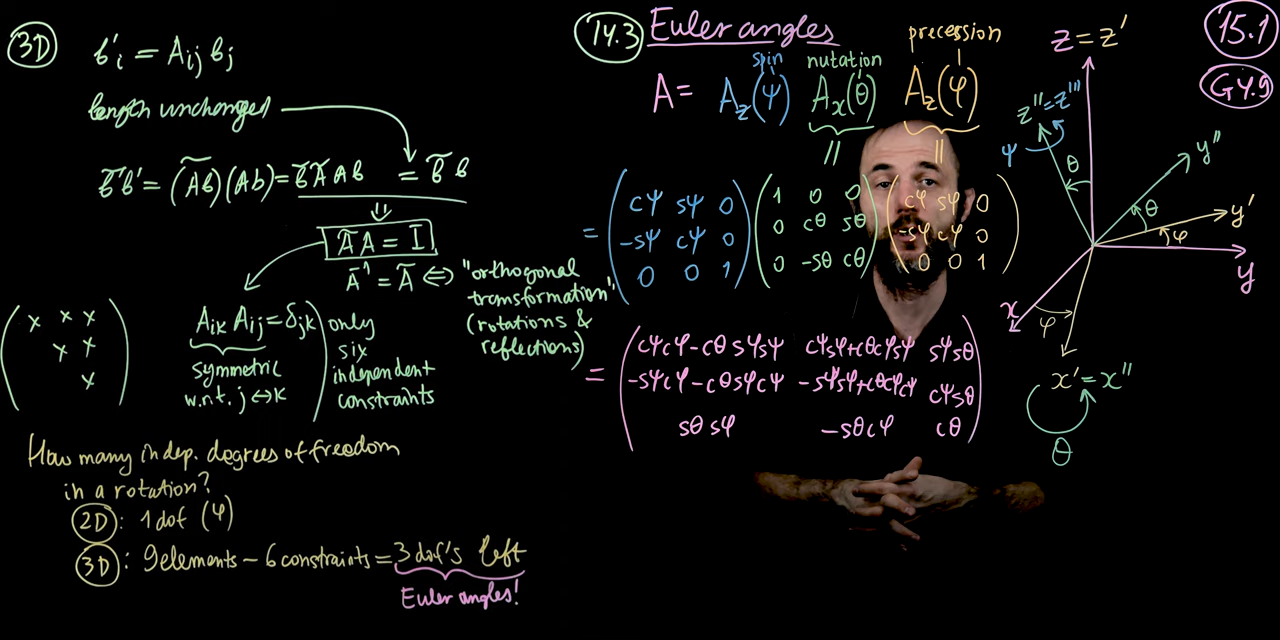 3D
b'ᵢ = Aᵢⱼ bⱼ
length unchanged
b̃'b' = (Ãb)(Ab) = b̃ÃAb = b̃ b
⇓
ÃA = I
A⁻¹ = Ã ⇔ "orthogonal
transformation"
(rotations &
reflections)
x x x
x x
x
Aᵢₖ Aᵢⱼ = δⱼₖ
symmetric
w.r.t. j ↔ k
only
six
independent
constraints
How many indep. degrees of freedom
in a rotation?
2D : 1 dof (φ)
3D : 9 elements – 6 constraints = 3 dof's left
Euler angles!
14.3 Euler angles
15.1
G4.9
spin nutation precession
A = A_z(ψ) A_x(θ) A_z(φ)
|| ||
= (cψ sψ 0) (1 0 0) (cφ sφ 0)
(-sψ cψ 0) (0 cθ sθ) (-sφ cφ 0)
(0 0 1) (0 -sθ cθ) (0 0 1)
= cψcφ-cθsφsψ cψsφ+cθcφsψ sψsθ
-sψcφ-cθsφcψ -sψsφ+cθcφcψ cψsθ
sθsφ -sθcφ cθ
z = z'
z''=z'''
ψ
θ
y''
θ
y'
φ
y
x
φ
x' = x''
θ